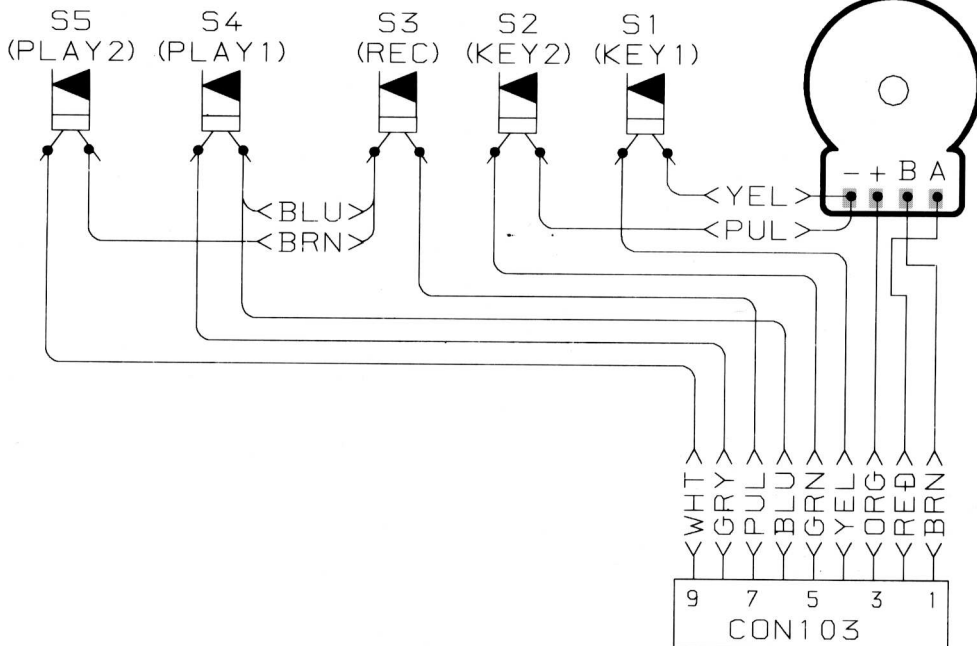 S5 S4 S3 S2 S1
(PLAY2) (PLAY1) (REC) (KEY2) (KEY1)
- + B A
YEL
BLU
PUL
BRN
WHT GRY PUL BLU GRN YEL ORG RED BRN
9 7 5 3 1
CON103